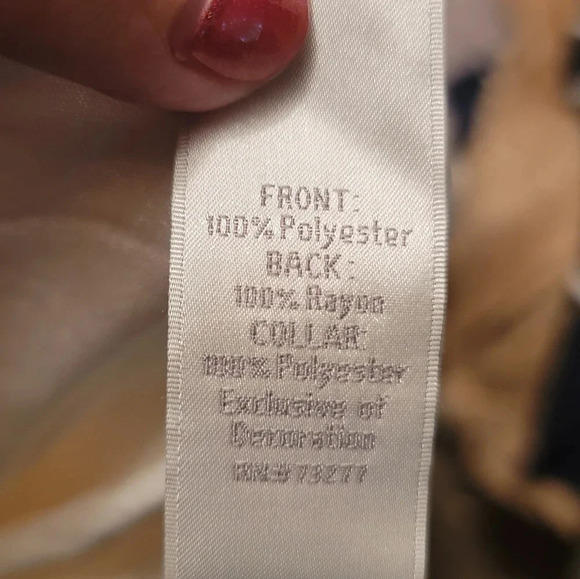 FRONT:
100% Polyester
BACK:
100% Rayon
COLLAR:
100% Polyester
Exclusive of
Decoration
RN# 73277